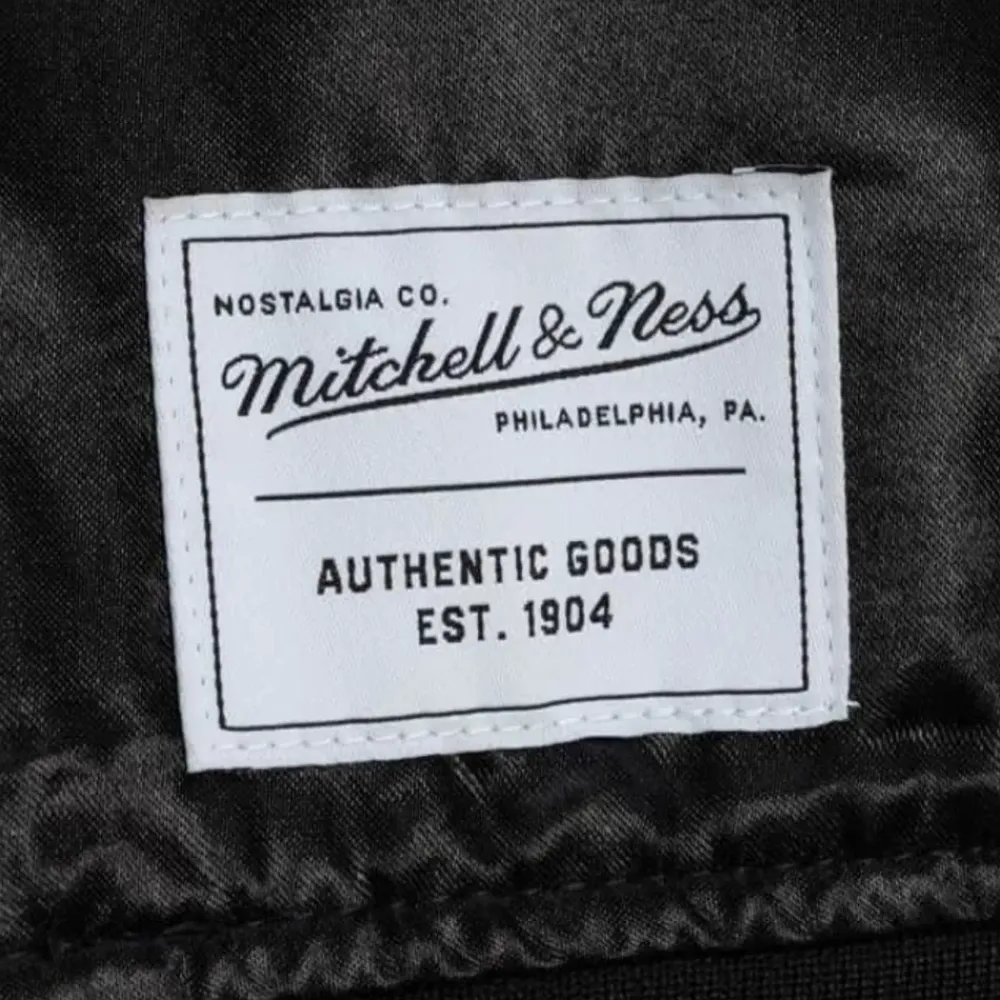 NOSTALGIA CO.
Mitchell & Ness
PHILADELPHIA, PA.
AUTHENTIC GOODS
EST. 1904